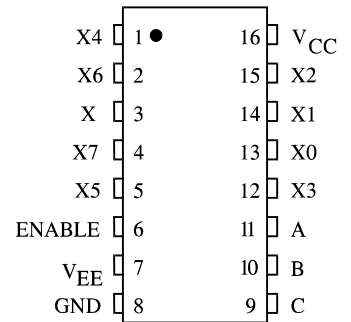 X4 1 16 VCC
X6 2 15 X2
X 3 14 X1
X7 4 13 X0
X5 5 12 X3
ENABLE 6 11 A
VEE 7 10 B
GND 8 9 C